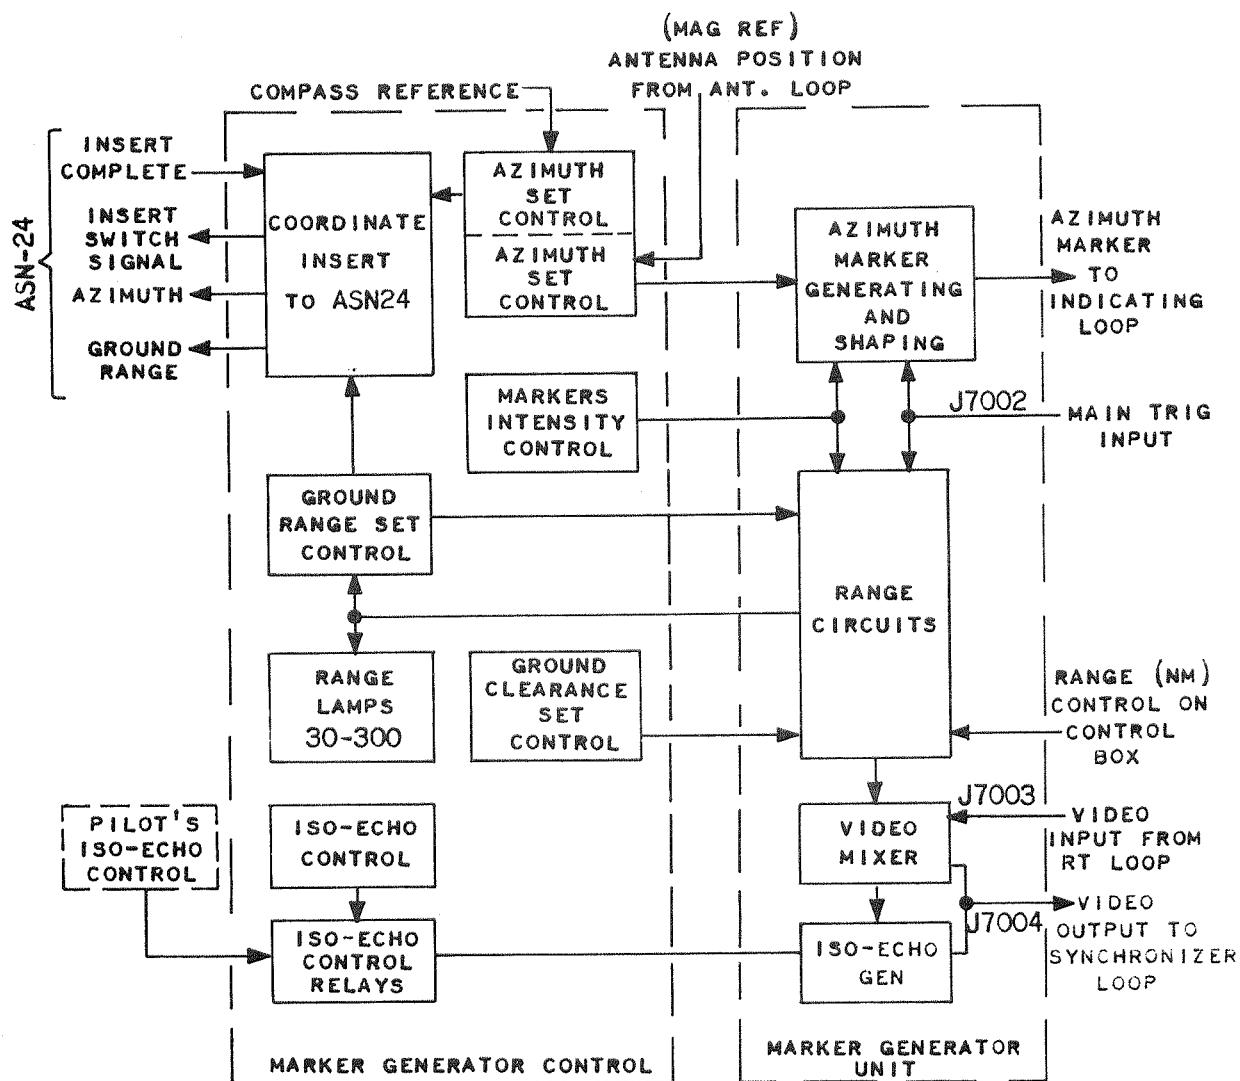 (MAG REF)
ANTENNA POSITION
FROM ANT. LOOP
COMPASS REFERENCE
ASN-24
INSERT
COMPLETE
INSERT
SWITCH
SIGNAL
AZIMUTH
GROUND
RANGE
COORDINATE
INSERT
TO ASN24
AZIMUTH
SET
CONTROL
AZIMUTH
SET
CONTROL
AZIMUTH
MARKER
GENERATING
AND
SHAPING
AZIMUTH
MARKER
TO
INDICATING
LOOP
MARKERS
INTENSITY
CONTROL
J7002
MAIN TRIG
INPUT
GROUND
RANGE SET
CONTROL
RANGE
CIRCUITS
RANGE
LAMPS
30-300
GROUND
CLEARANCE
SET
CONTROL
RANGE (NM)
CONTROL ON
CONTROL
BOX
PILOT'S
ISO-ECHO
CONTROL
ISO-ECHO
CONTROL
VIDEO
MIXER
J7003
VIDEO
INPUT FROM
RT LOOP
ISO-ECHO
CONTROL
RELAYS
ISO-ECHO
GEN
J7004
VIDEO
OUTPUT TO
SYNCHRONIZER
LOOP
MARKER GENERATOR CONTROL
MARKER GENERATOR
UNIT